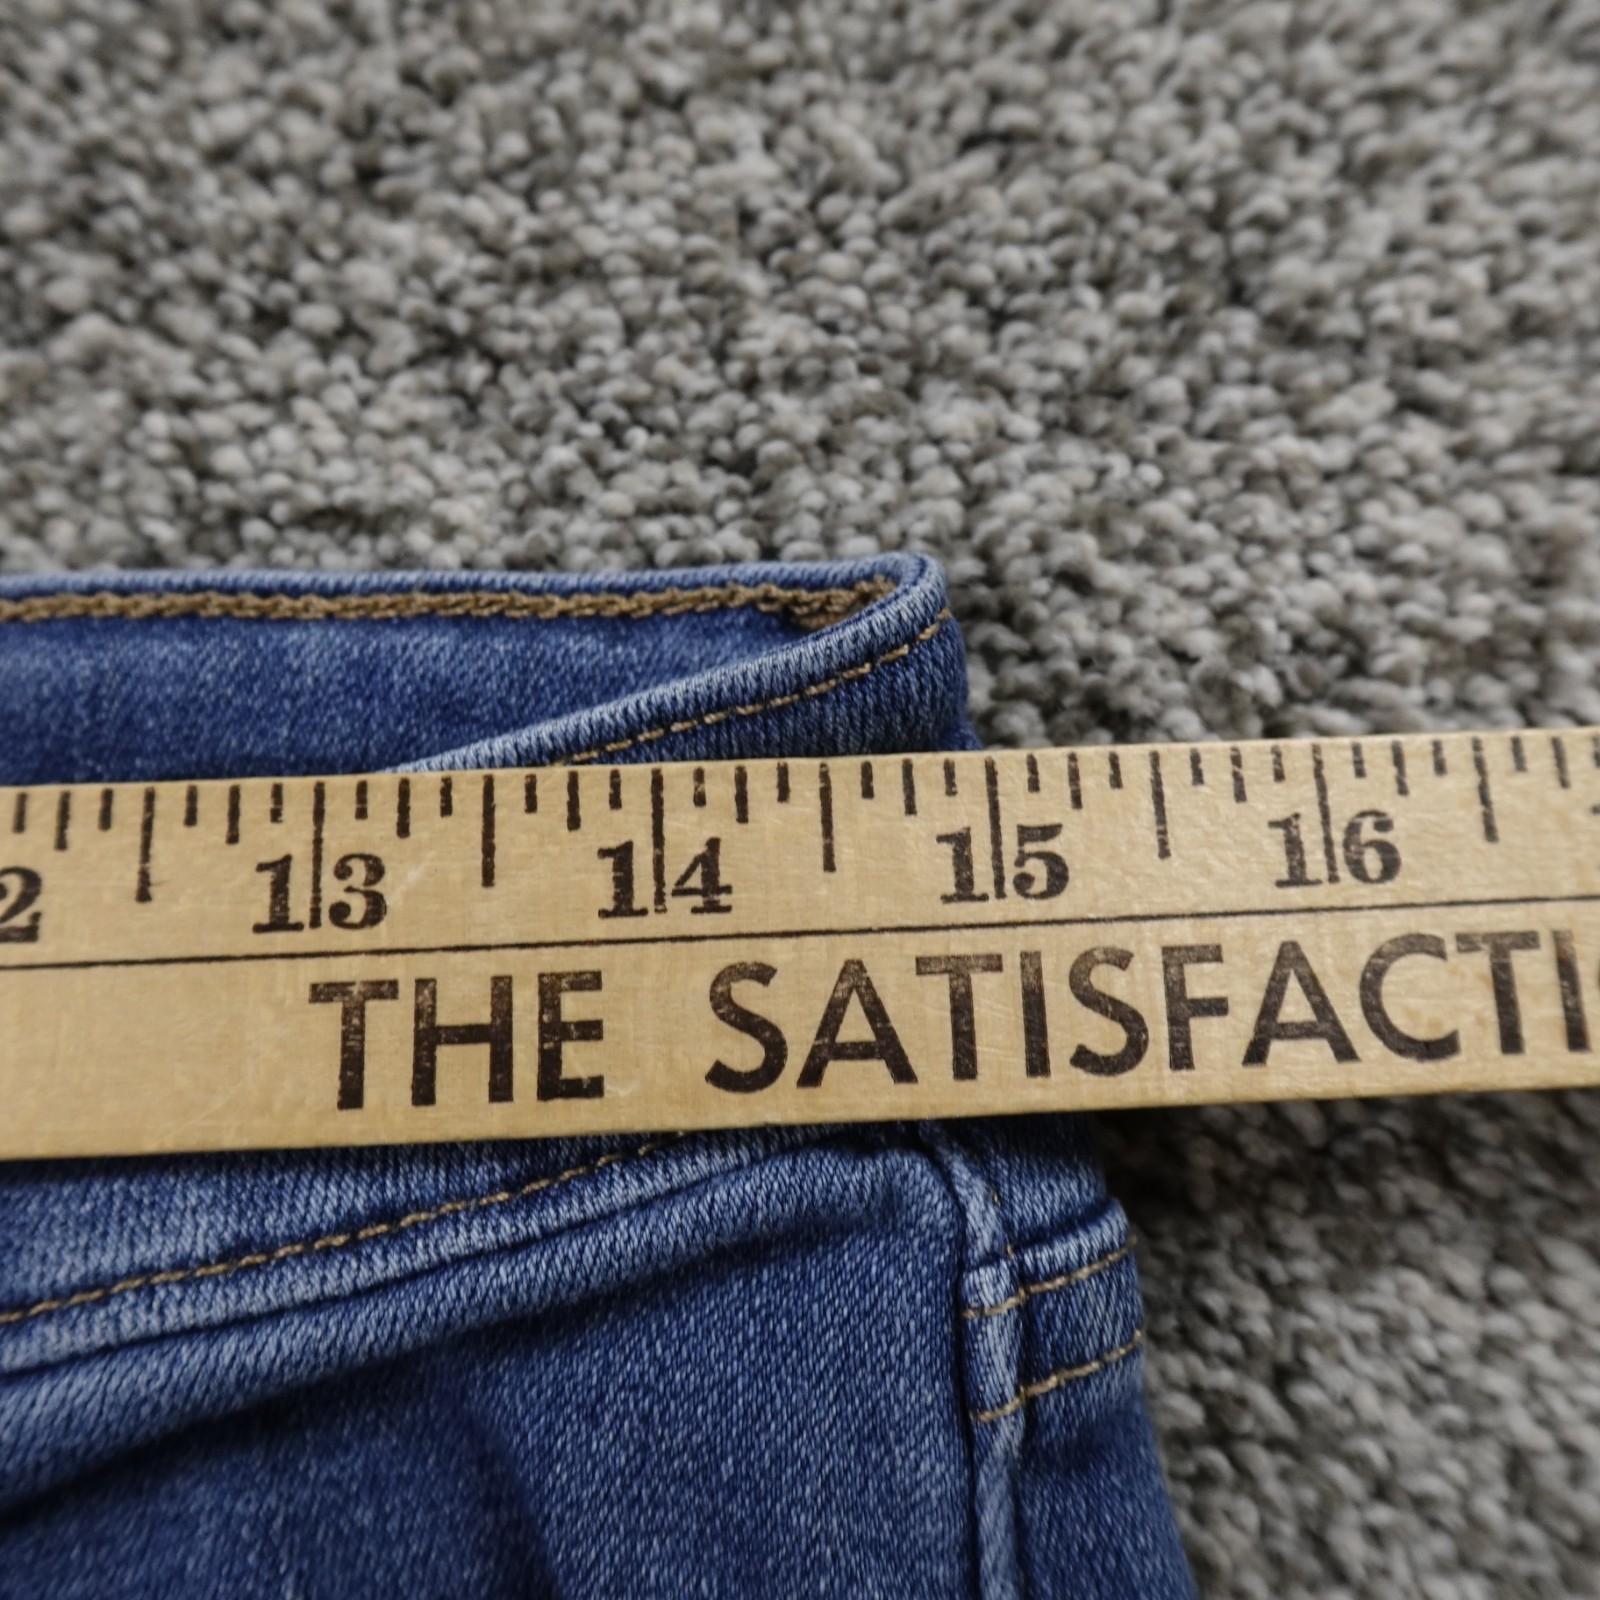 2 13 14 15 16
THE SATISFACTI